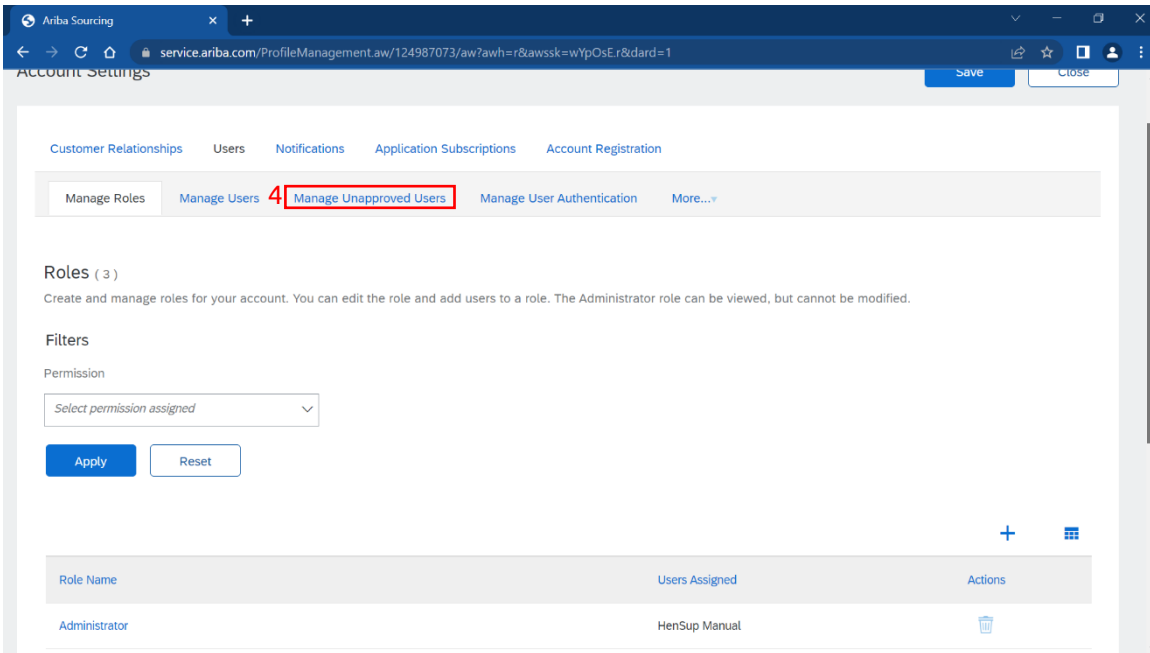 Ariba Sourcing
service.ariba.com/ProfileManagement.aw/124987073/aw?awh=r&awssk=wYpOsE.r&dard=1
Account Settings
Save
Close
Customer Relationships Users Notifications Application Subscriptions Account Registration
Manage Roles Manage Users 4 Manage Unapproved Users Manage User Authentication More...
Roles (3)
Create and manage roles for your account. You can edit the role and add users to a role. The Administrator role can be viewed, but cannot be modified.
Filters
Permission
Select permission assigned
Apply Reset
Role Name Users Assigned Actions
Administrator HenSup Manual